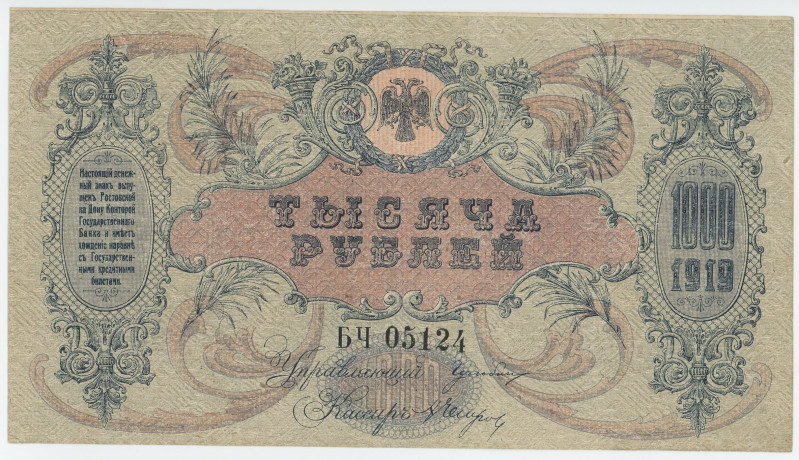 Настоящій денеж-
ный знакъ выпу-
щенъ Ростовской
на Дону Конторой
Государственнаго
Банка и имѣетъ
хожденіе наравнѣ
съ Государствен-
ными кредитными
билетами.
ТЫСЯЧА
РУБЛЕЙ
1000
1919
БЧ 05124
Управляющій
1000
Кассиръ